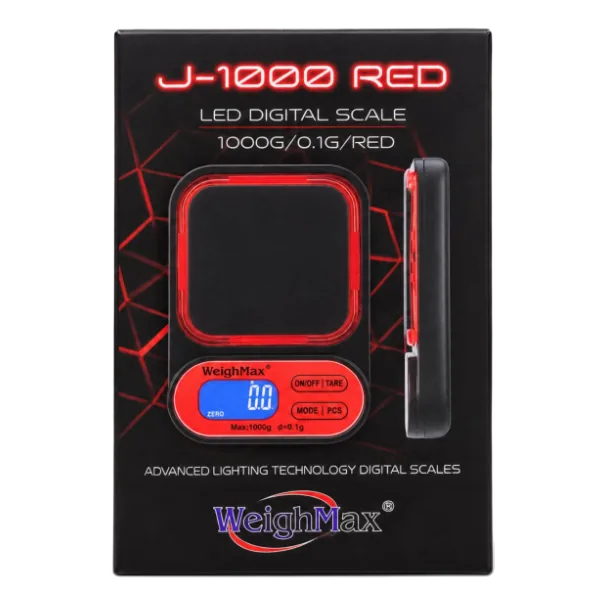 J-1000 RED
LED DIGITAL SCALE
1000G/0.1G/RED
WeighMax®
0.0
ZERO
ON/OFF | TARE
MODE | PCS
Max:1000g d=0.1g
ADVANCED LIGHTING TECHNOLOGY DIGITAL SCALES
WeighMax®